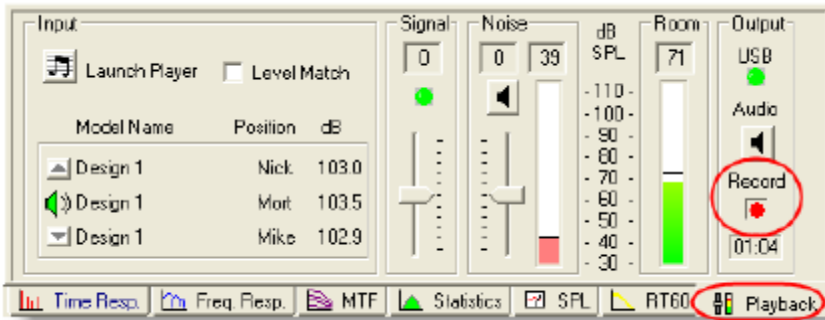 Input
Launch Player
Level Match
Model Name Position dB
Design 1 Nick 103.0
Design 1 Mort 103.5
Design 1 Mike 102.9
Signal
0
Noise
0 39
dB
SPL
-110-
-100-
- 90 -
- 80 -
- 70 -
- 60 -
- 50 -
- 40 -
- 30 -
Room
71
Output
USB
Audio
Record
01:04
Time Resp. Freq. Resp. MTF Statistics SPL RT60 Playback